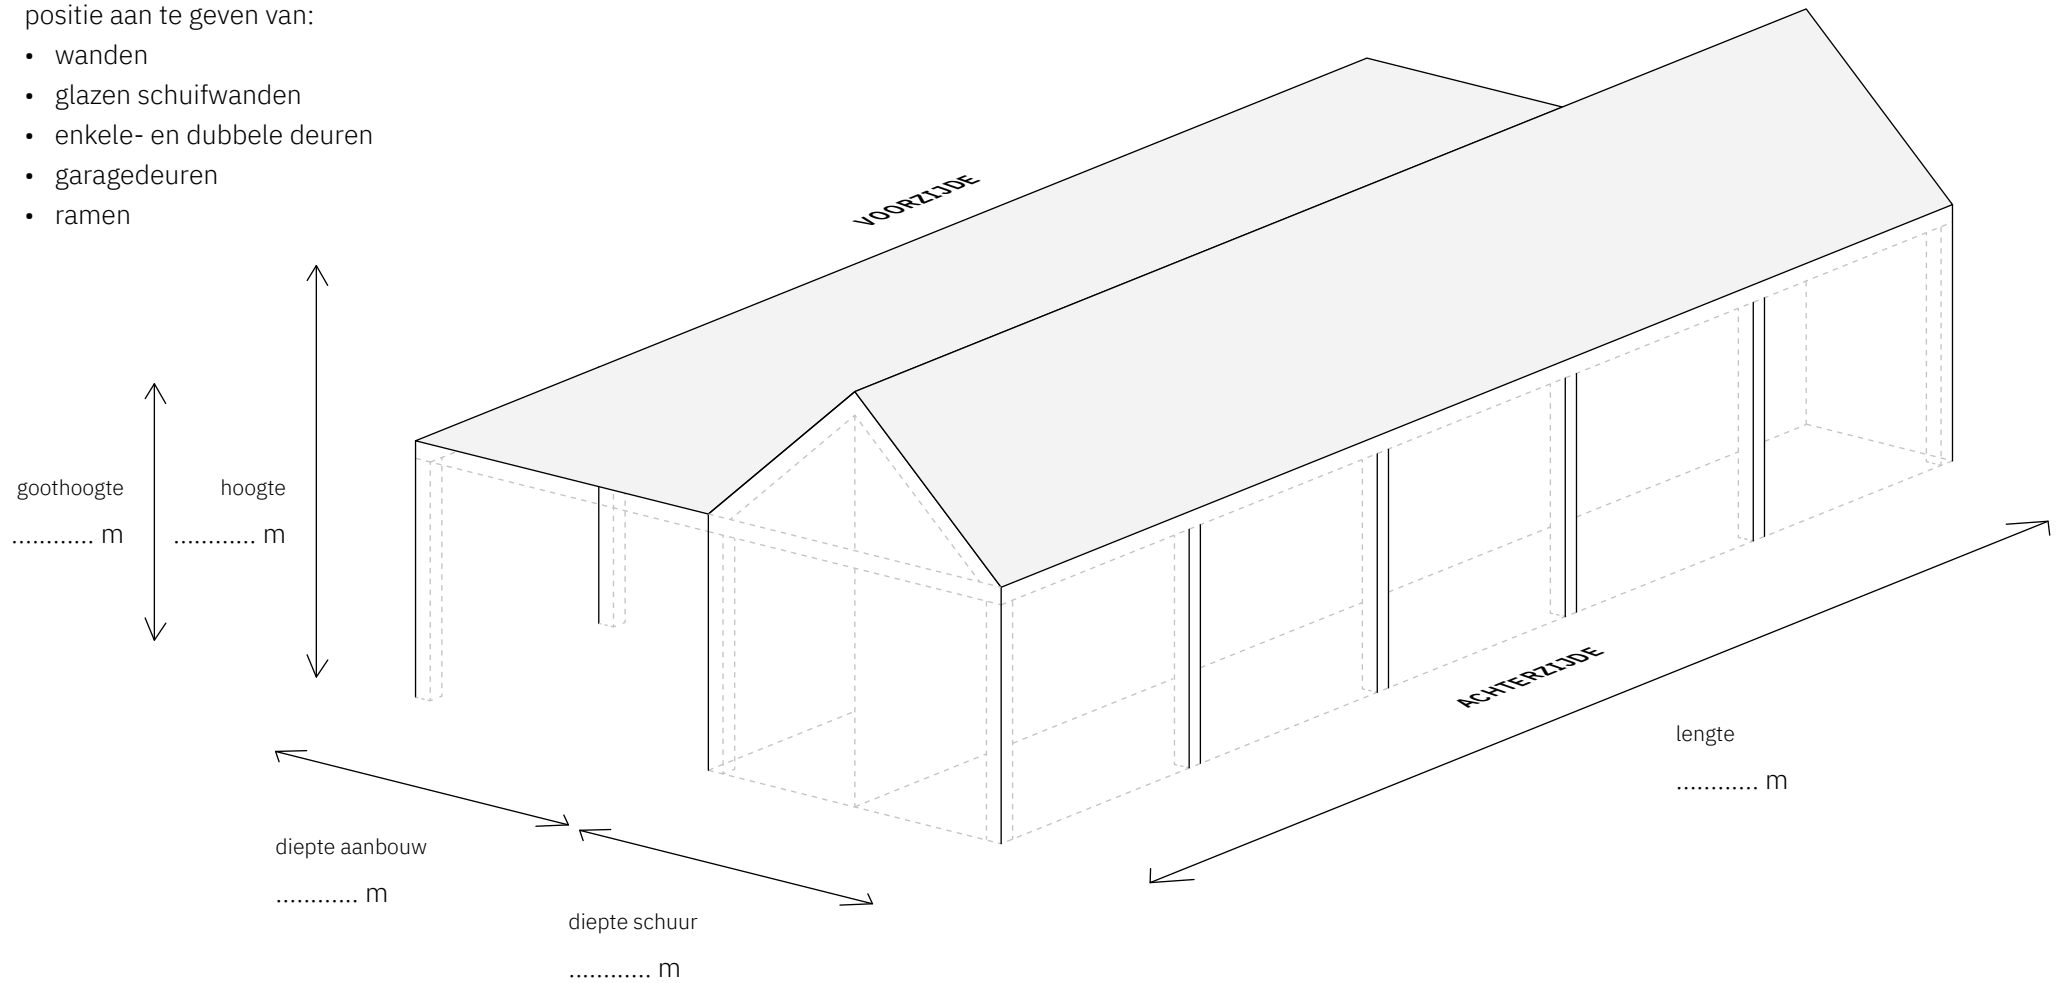 positie aan te geven van:
• wanden
• glazen schuifwanden
• enkele- en dubbele deuren
• garagedeuren
• ramen
VOORZIJDE
goothoogte
............ m
hoogte
............ m
ACHTERZIJDE
lengte
............ m
diepte aanbouw
............ m
diepte schuur
............ m